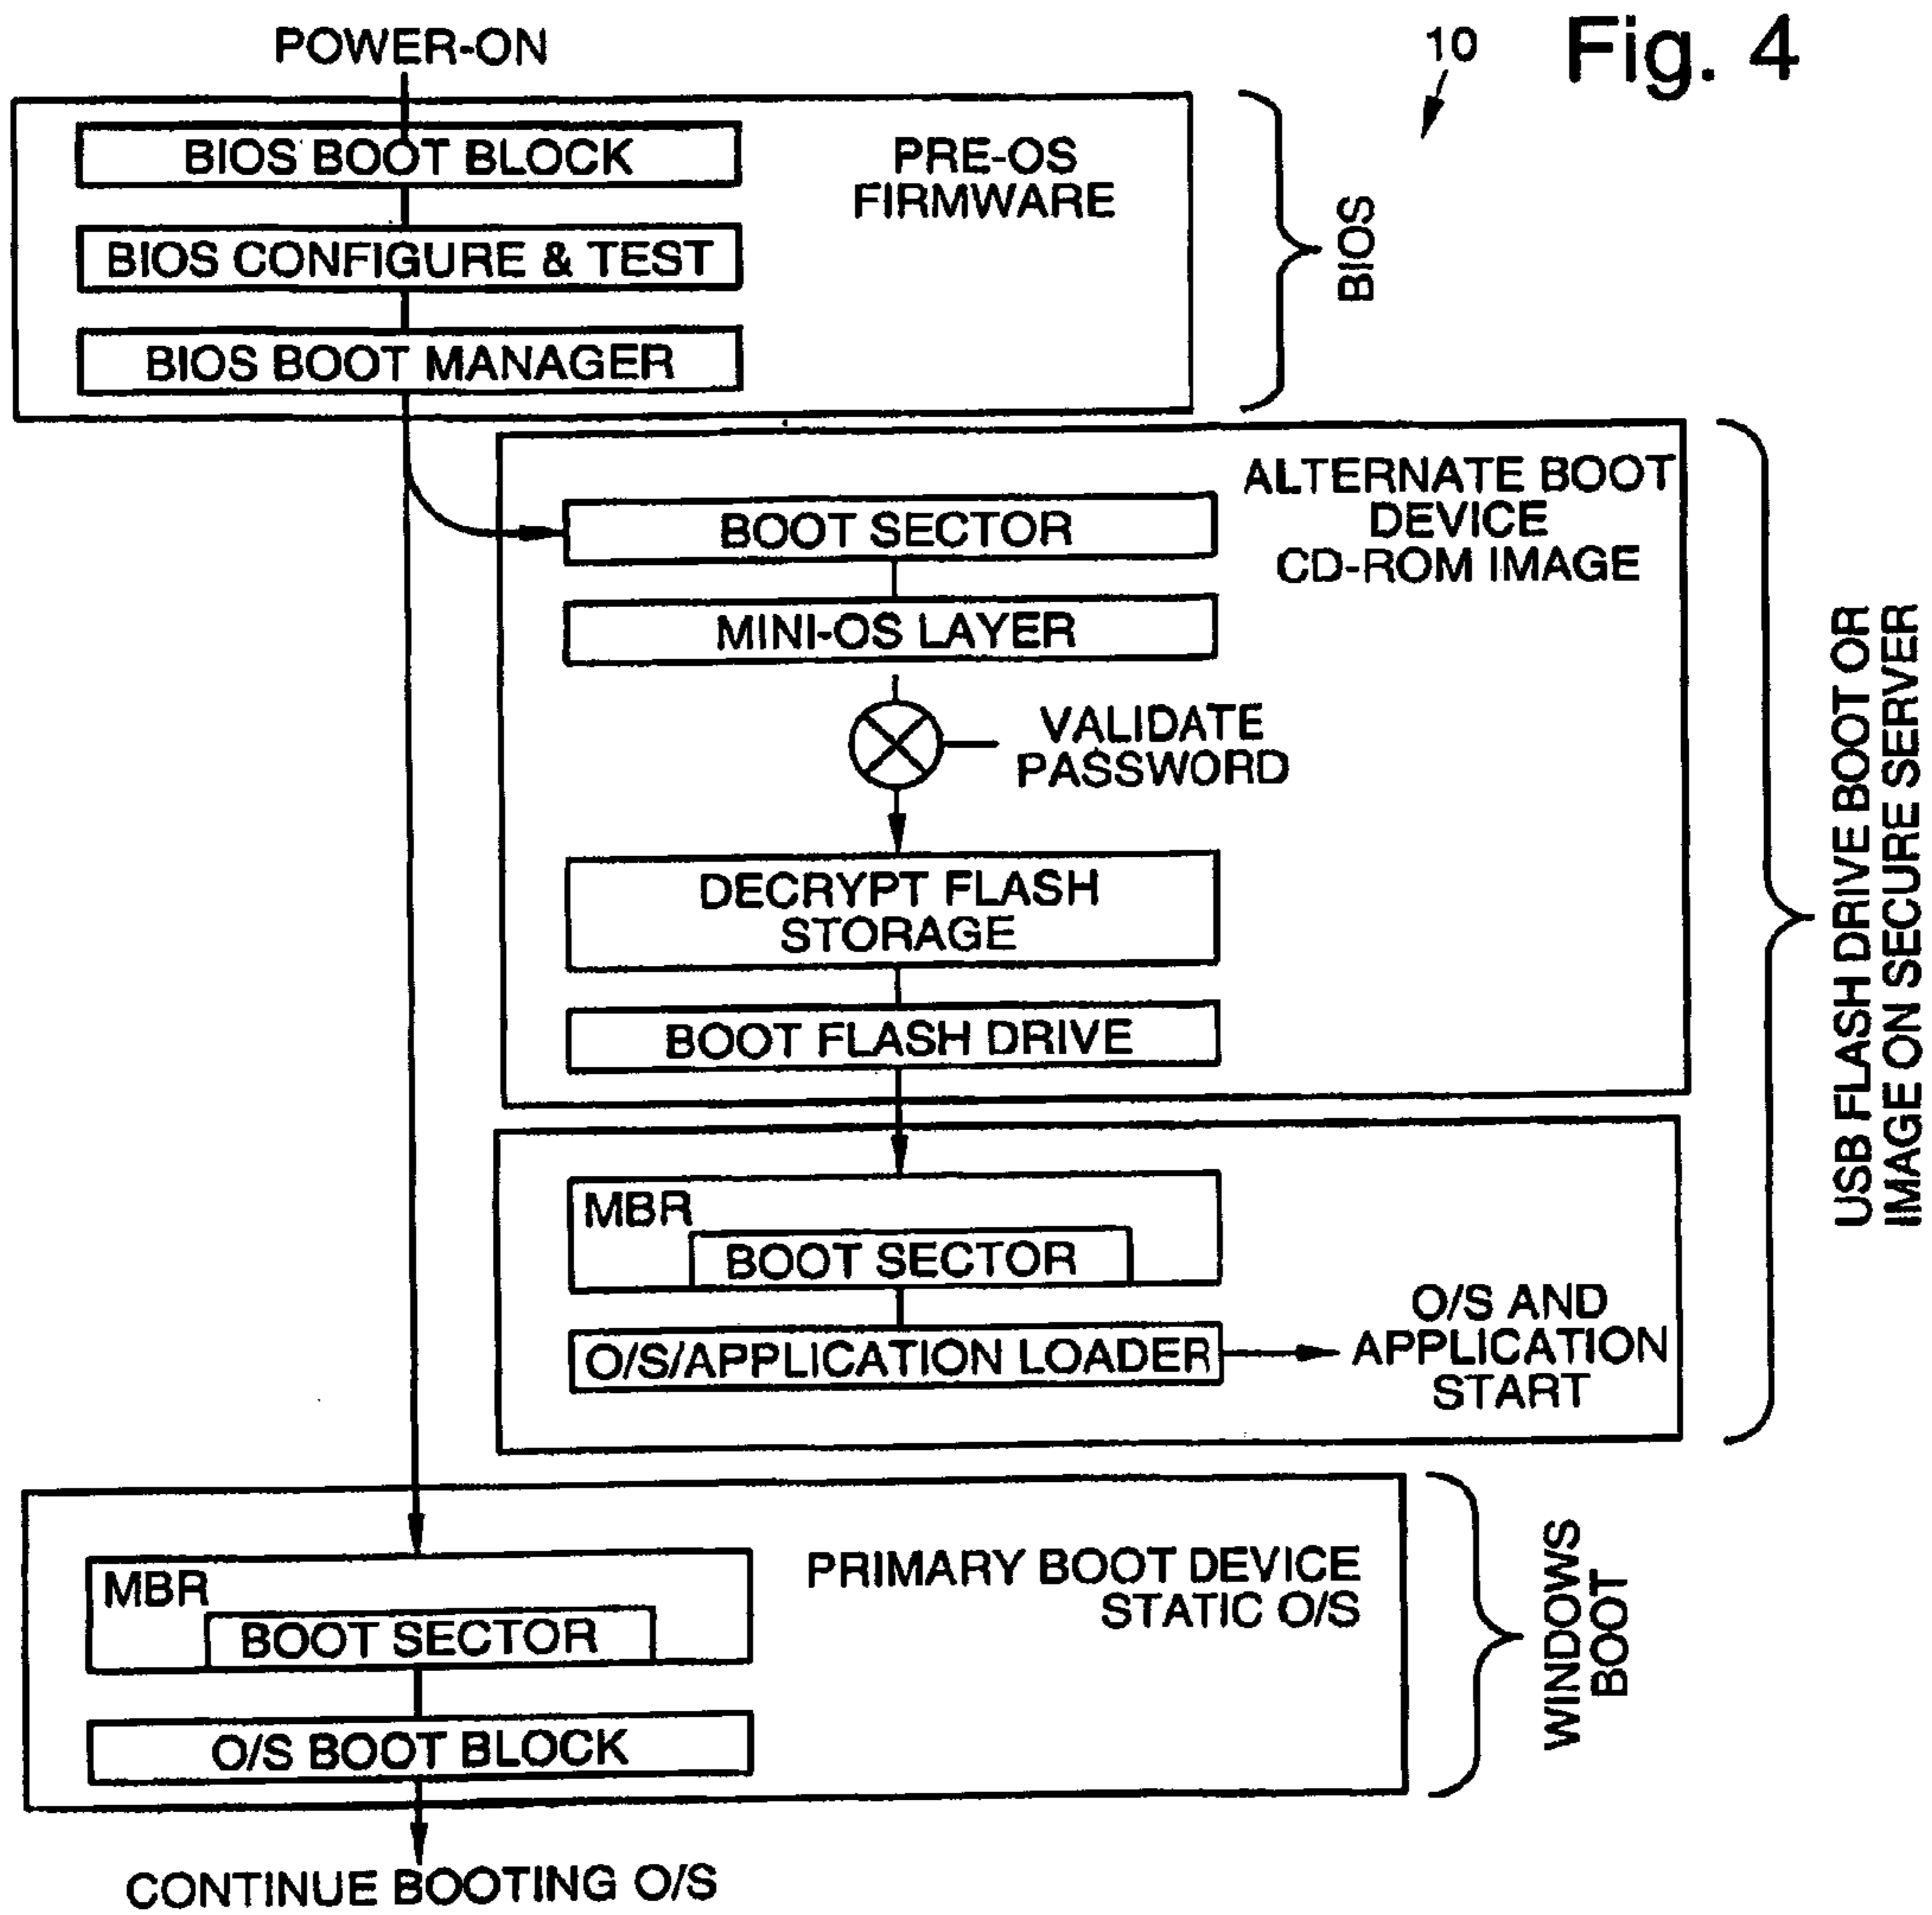 POWER-ON
10
Fig. 4
BIOS BOOT BLOCK
PRE-OS
FIRMWARE
BIOS CONFIGURE & TEST
BIOS BOOT MANAGER
BIOS
ALTERNATE BOOT
DEVICE
CD-ROM IMAGE
BOOT SECTOR
MINI-OS LAYER
VALIDATE
PASSWORD
DECRYPT FLASH
STORAGE
BOOT FLASH DRIVE
USB FLASH DRIVE BOOT OR
IMAGE ON SECURE SERVER
MBR
BOOT SECTOR
O/S/APPLICATION LOADER
O/S AND
APPLICATION
START
PRIMARY BOOT DEVICE
STATIC O/S
MBR
BOOT SECTOR
O/S BOOT BLOCK
WINDOWS
BOOT
CONTINUE BOOTING O/S